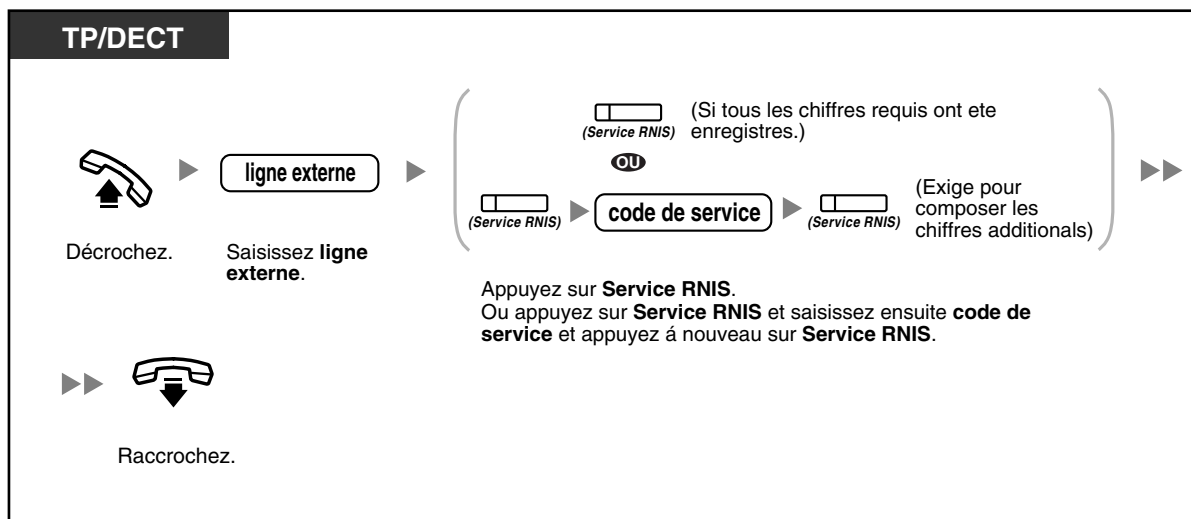 TP/DECT
(Service RNIS)
(Si tous les chiffres requis ont ete
enregistres.)
OU
ligne externe
(Service RNIS)
code de service
(Service RNIS)
(Exige pour
composer les
chiffres additionals)
Décrochez.
Saisissez ligne
externe.
Appuyez sur Service RNIS.
Ou appuyez sur Service RNIS et saisissez ensuite code de
service et appuyez á nouveau sur Service RNIS.
Raccrochez.